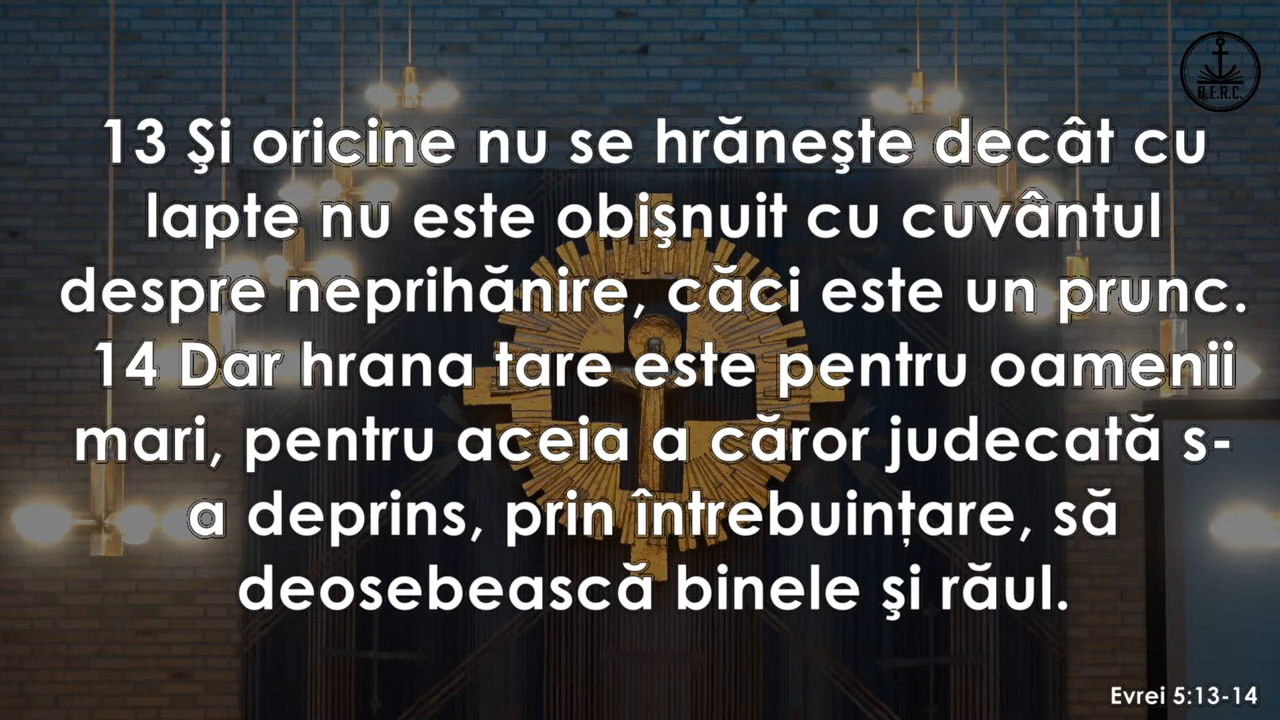 B.E.R.C.
13 Şi oricine nu se hrăneşte decât cu
lapte nu este obişnuit cu cuvântul
despre neprihănire, căci este un prunc.
14 Dar hrana tare este pentru oamenii
mari, pentru aceia a căror judecată s-
a deprins, prin întrebuințare, să
deosebească binele şi răul.
Evrei 5:13-14